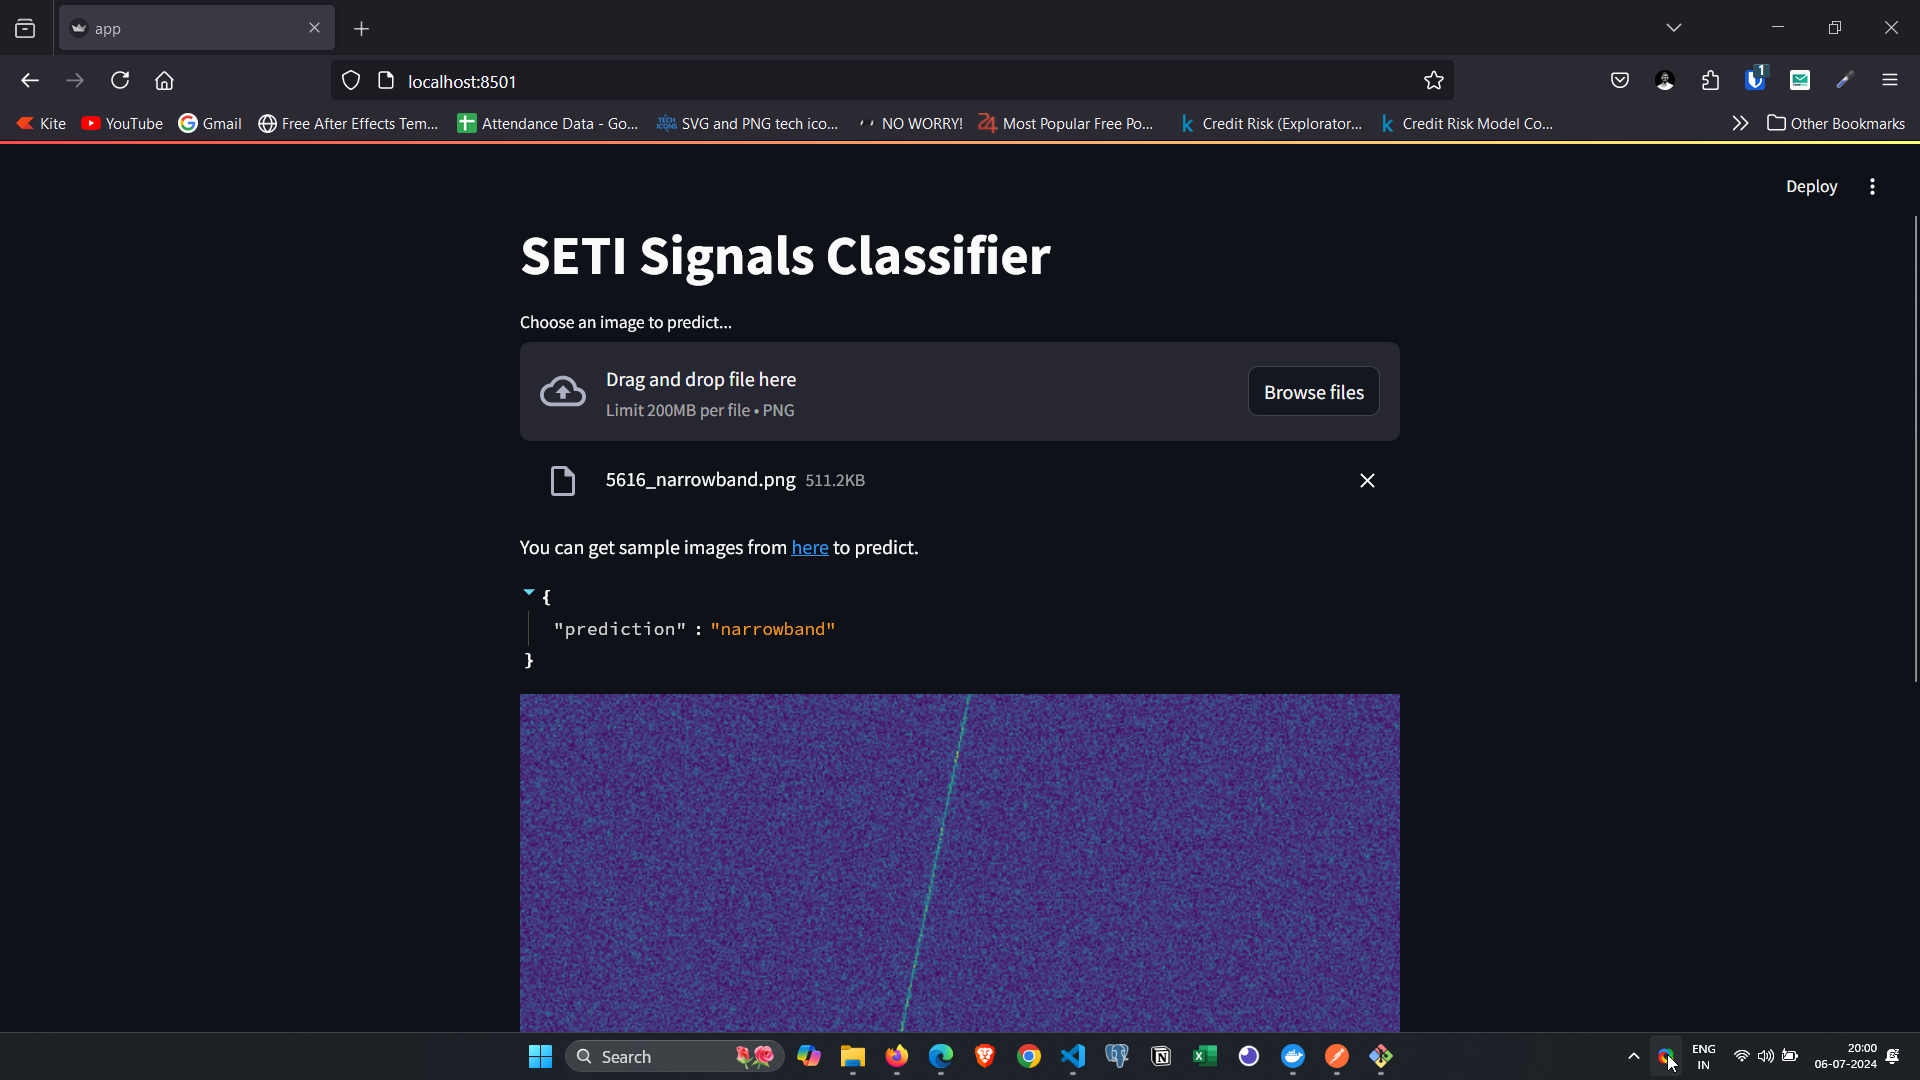 app
localhost:8501
1
Kite YouTube Gmail Free After Effects Tem... Attendance Data - Go... TECH ICONS SVG and PNG tech ico... NO WORRY! 24 Most Popular Free Po... k Credit Risk (Explorator... k Credit Risk Model Co... Other Bookmarks
Deploy
SETI Signals Classifier
Choose an image to predict...
Drag and drop file here
Limit 200MB per file • PNG
Browse files
5616_narrowband.png 511.2KB
You can get sample images from here to predict.
{
"prediction" : "narrowband"
}
Search
ENG
IN
20:00
06-07-2024